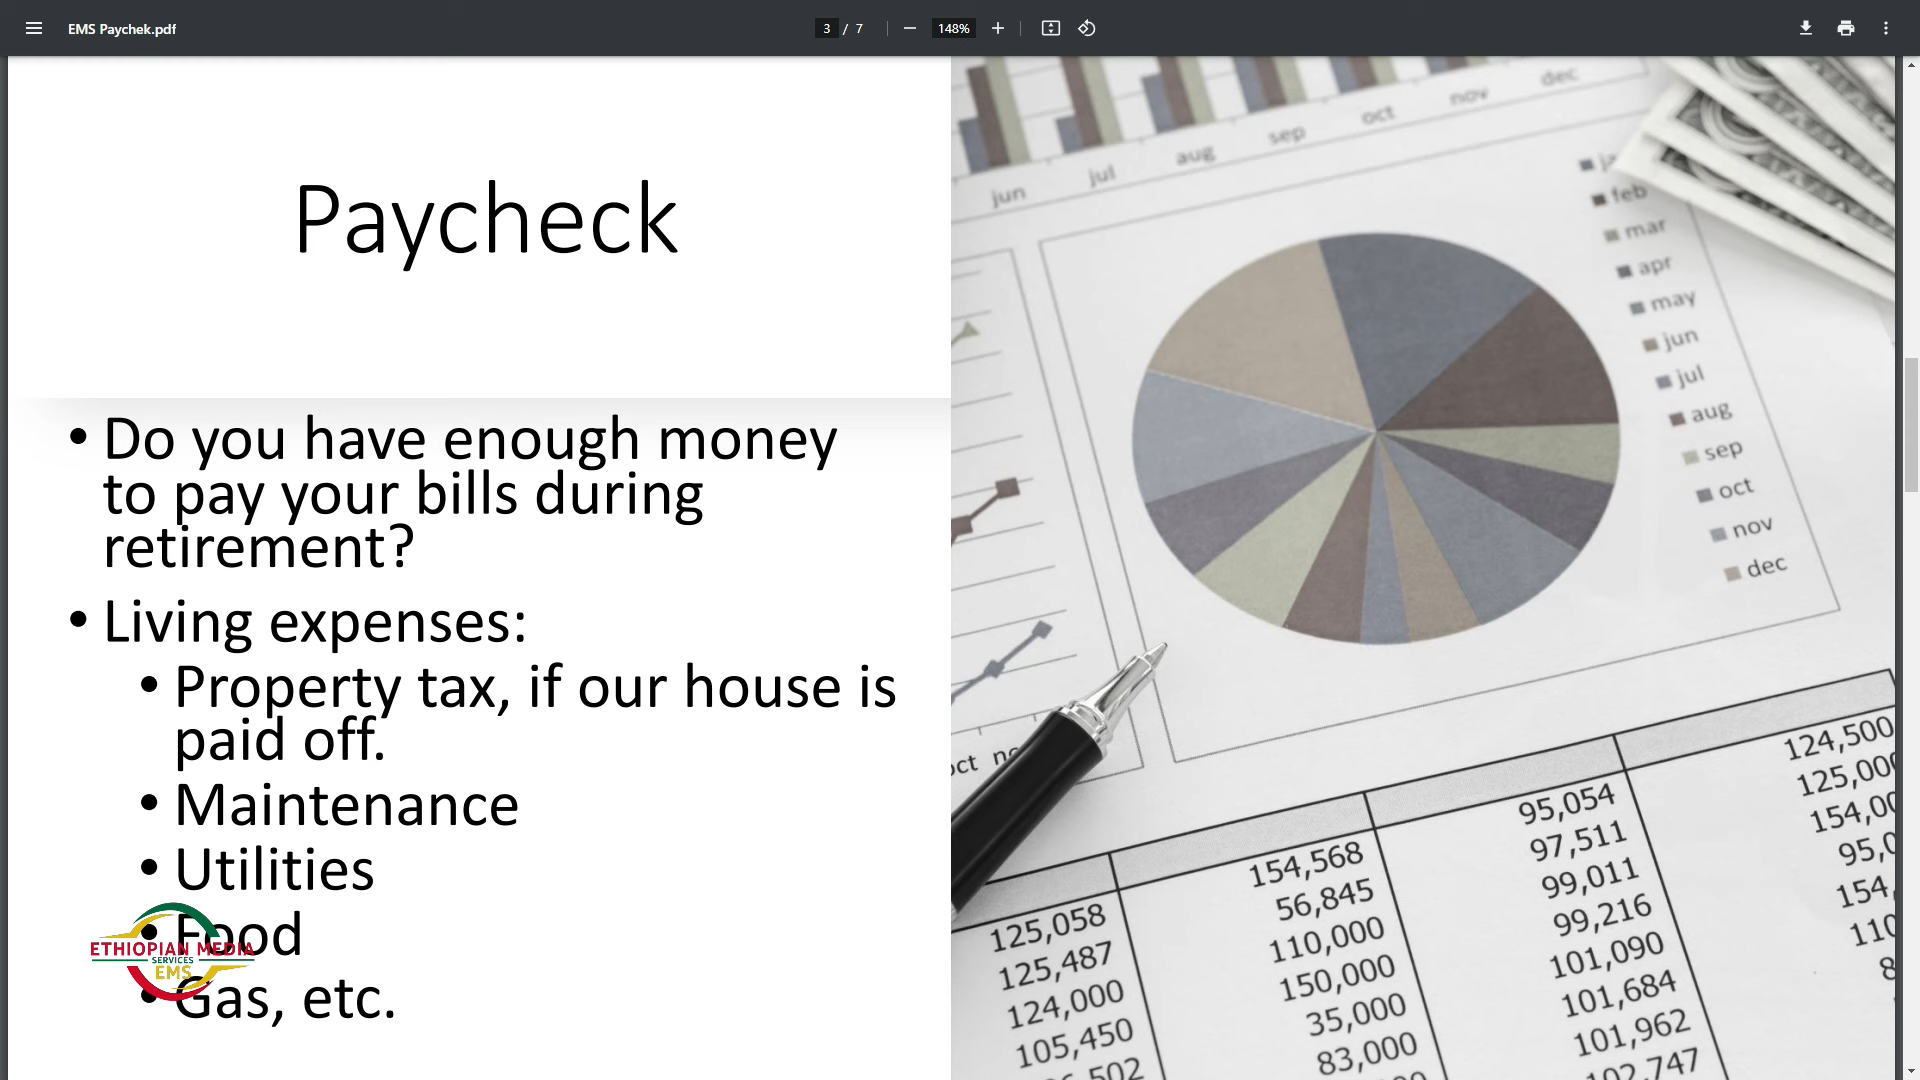 EMS Paychek.pdf
3 / 7
148%
Paycheck
• Do you have enough money
to pay your bills during
retirement?
• Living expenses:
• Property tax, if our house is
paid off.
• Maintenance
• Utilities
• Food
• Gas, etc.
ETHIOPIAN MEDIA
SERVICES
EMS
jun jul aug sep oct nov dec
feb
mar
apr
may
jun
jul
aug
sep
oct
nov
dec
125,058
125,487
124,000
105,450
154,568
56,845
110,000
150,000
35,000
83,000
95,054
97,511
99,011
99,216
101,090
101,684
101,962
102,747
124,500